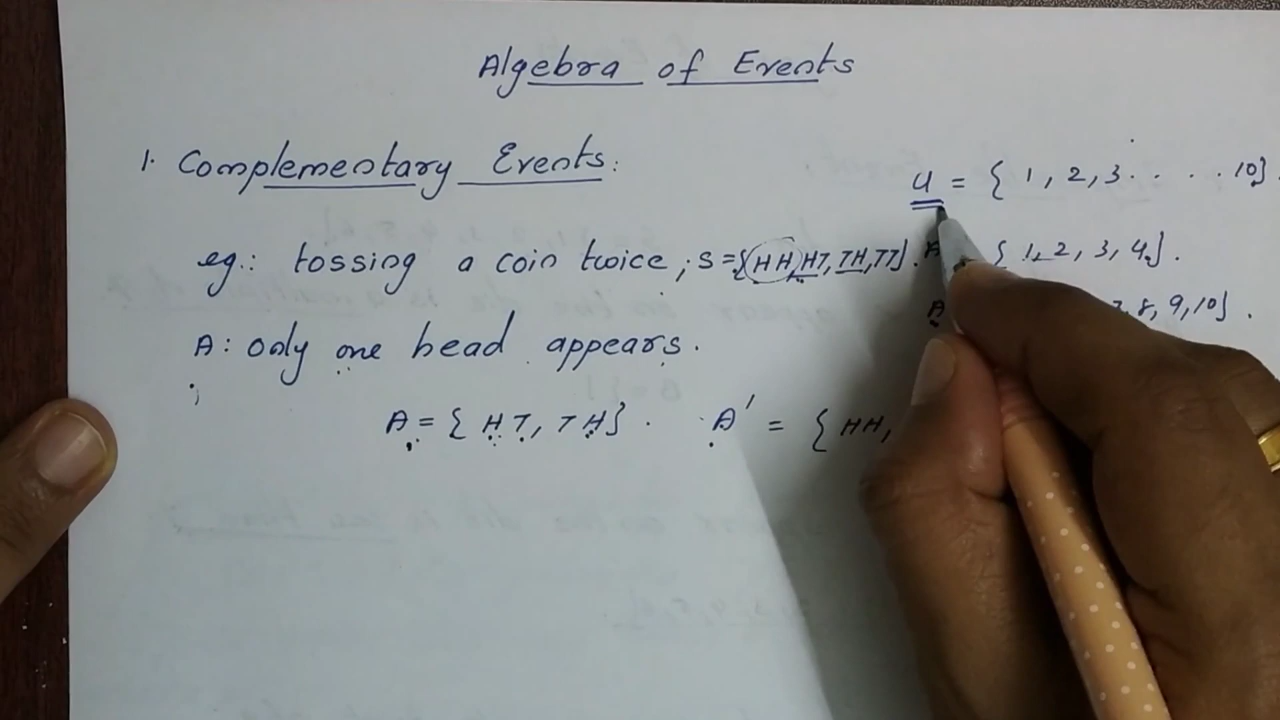 Algebra of Events
1. Complementary Events:
U = { 1, 2, 3 . . . . . 10}.
eg.: tossing a coin twice ; S={HH, HT, TH, TT}.
A { 1, 2, 3, 4}.
A 8, 9, 10} .
A : only one head appears.
A = { HT, TH} . A' = { HH,